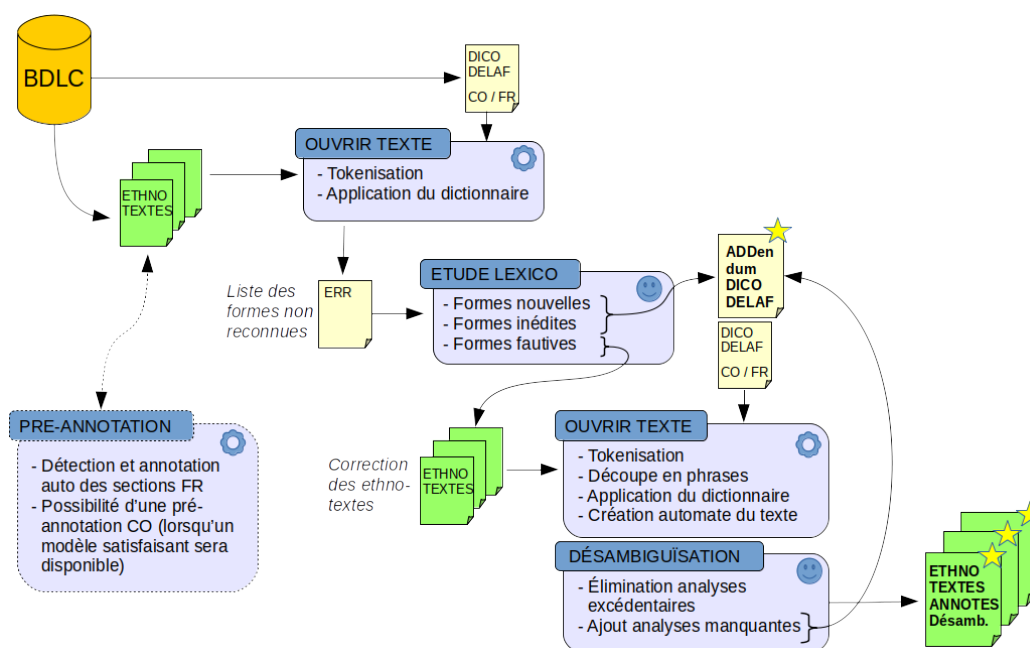 BDLC
DICO
DELAF
CO / FR
OUVRIR TEXTE
- Tokenisation
- Application du dictionnaire
ETHNO
TEXTES
Liste des
formes non
reconnues
ERR
ETUDE LEXICO
- Formes nouvelles
- Formes inédites
- Formes fautives
ADDen
dum
DICO
DELAF
DICO
DELAF
CO / FR
PRE-ANNOTATION
- Détection et annotation
auto des sections FR
- Possibilité d'une pré-
annotation CO (lorsqu'un
modèle satisfaisant sera
disponible)
Correction
des ethno-
textes
ETHNO
TEXTES
OUVRIR TEXTE
- Tokenisation
- Découpe en phrases
- Application du dictionnaire
- Création automate du texte
DÉSAMBIGUÏSATION
- Élimination analyses
excédentaires
- Ajout analyses manquantes
ETHNO
TEXTES
ANNOTES
Désamb.